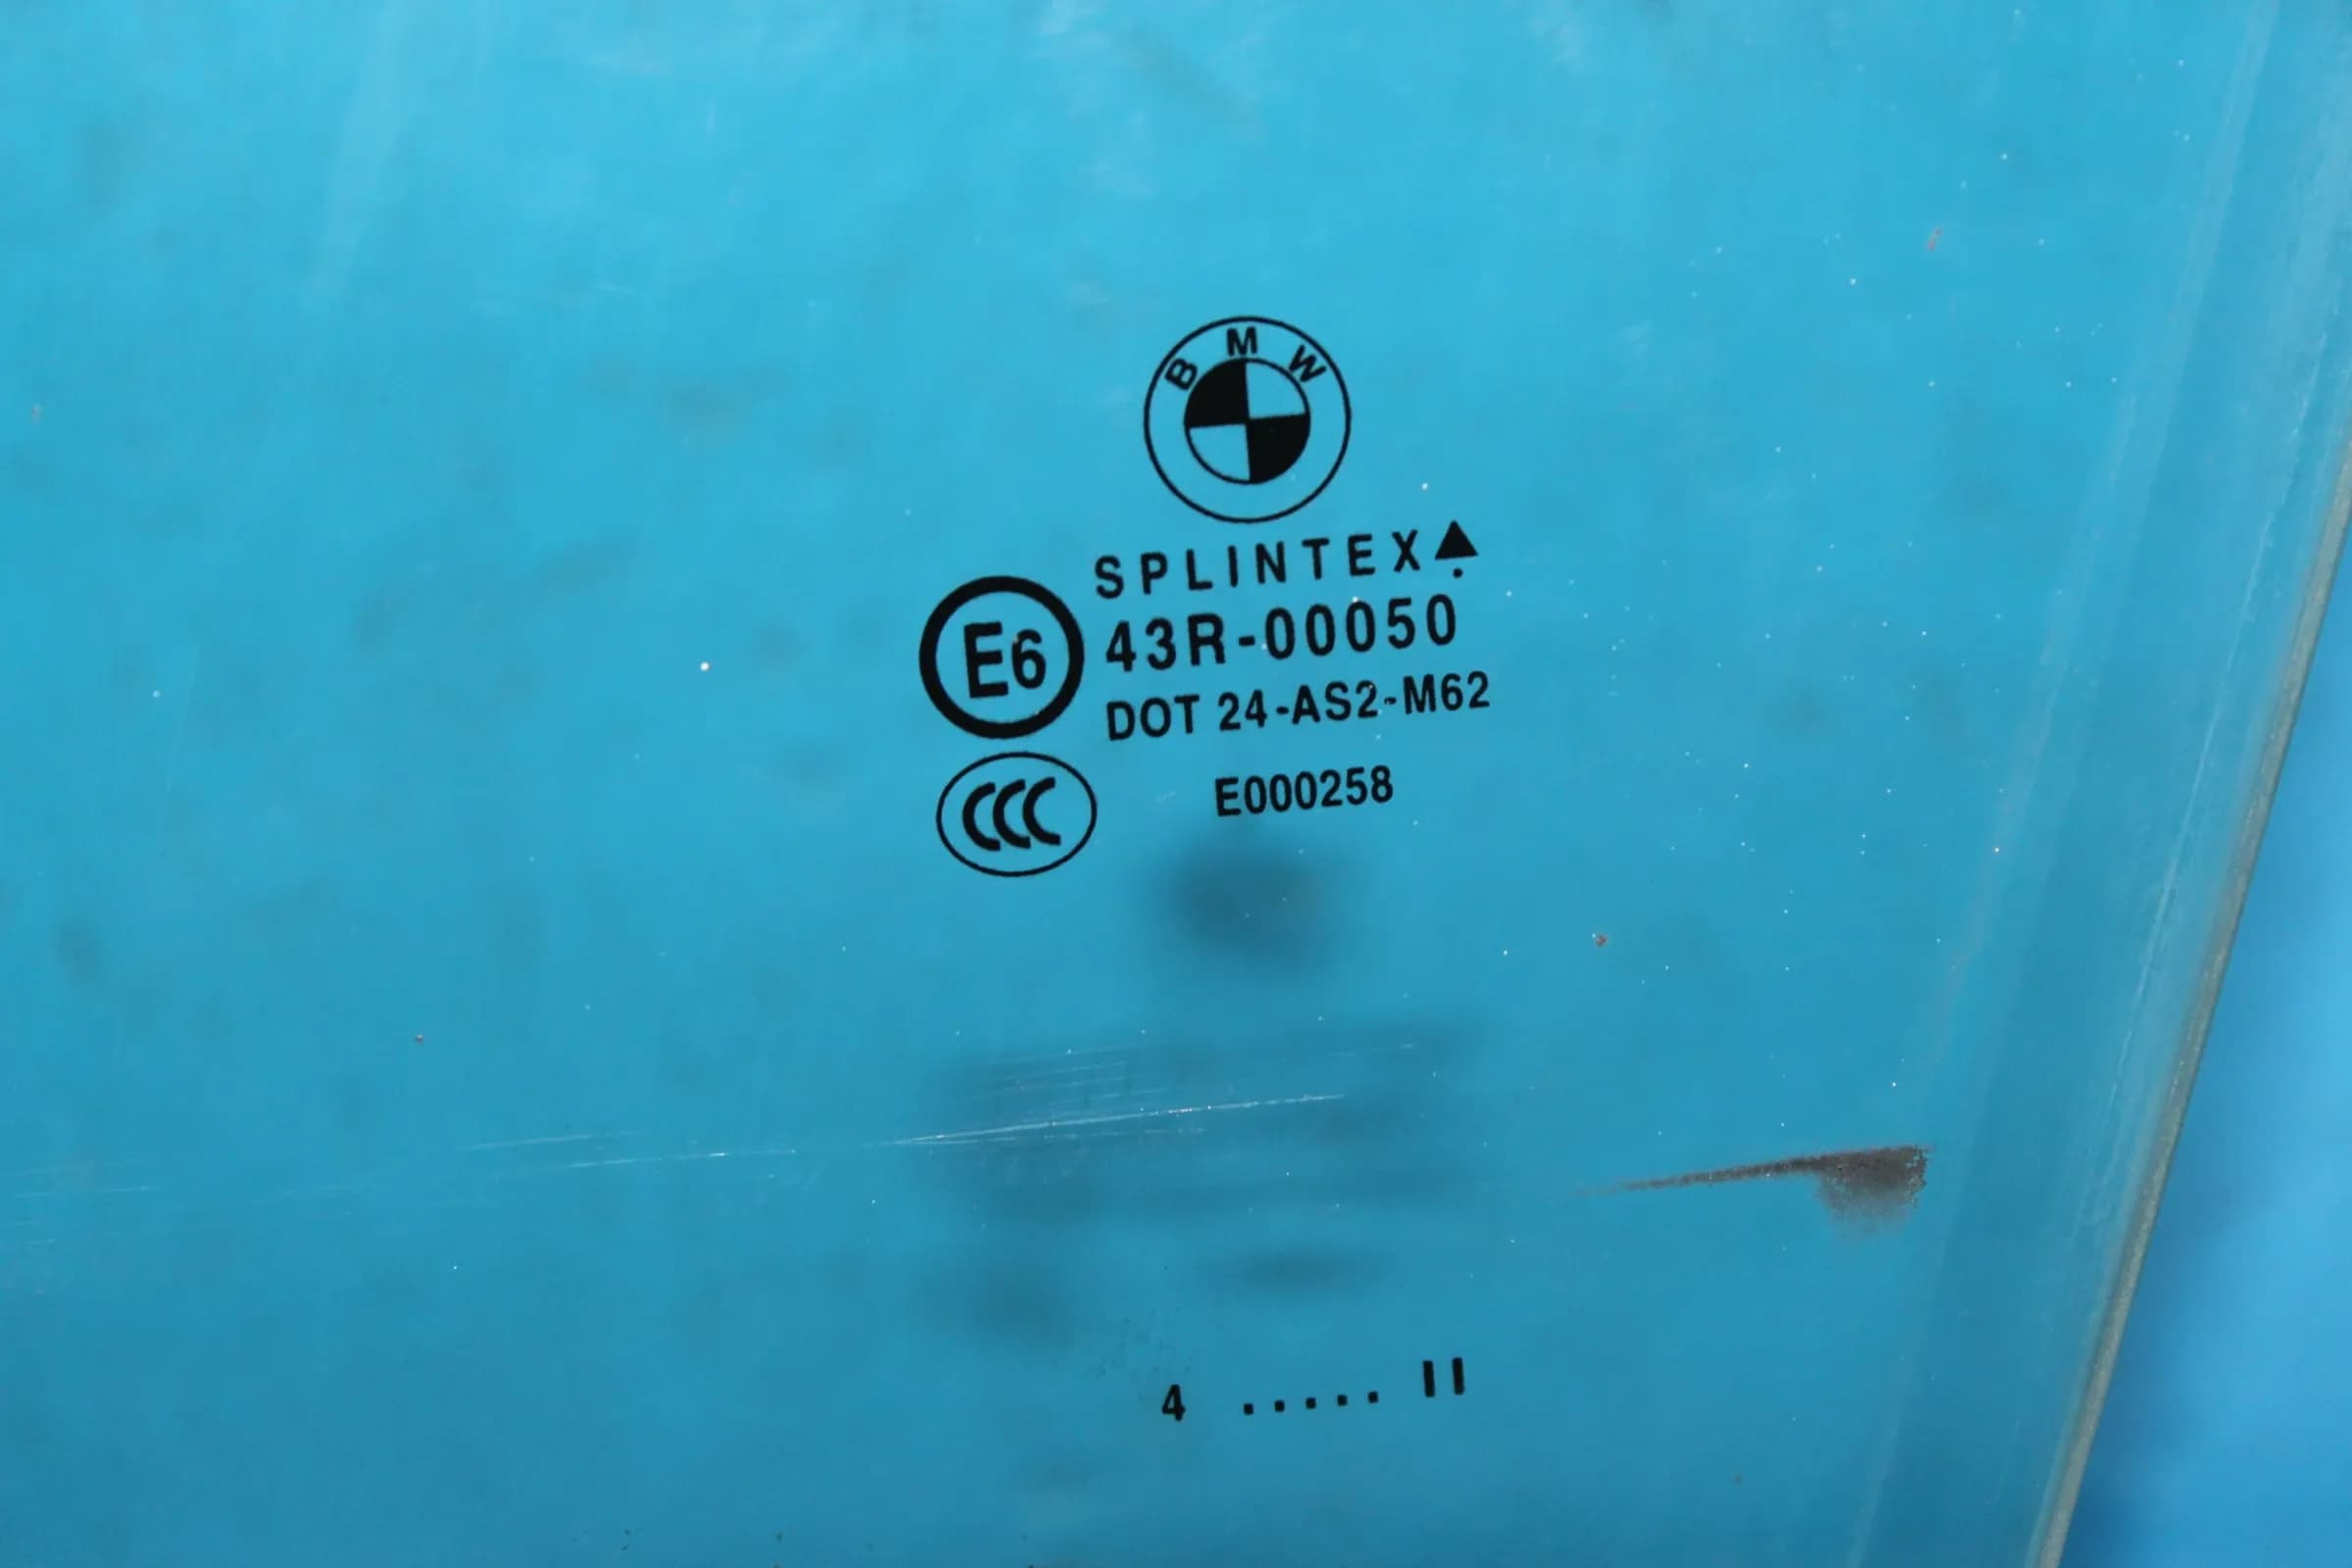 BMW
SPLINTEX
E6
43R-00050
DOT 24-AS2-M62
CCC
E000258
4 ..... II